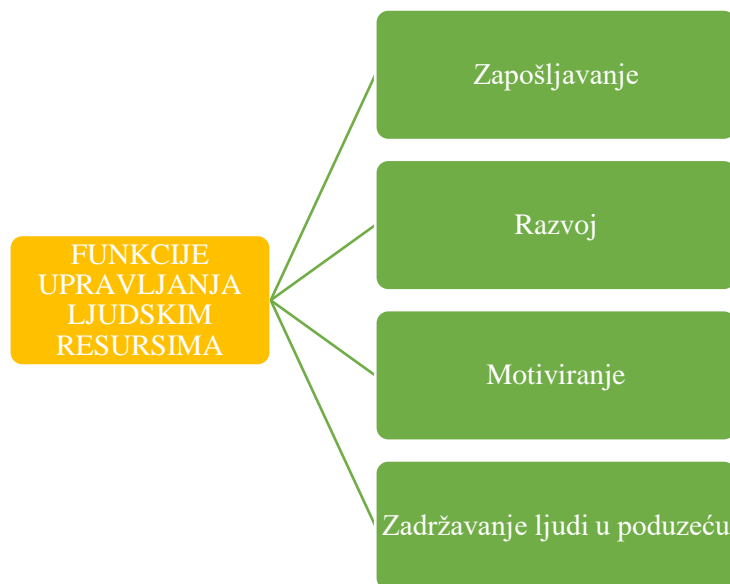 Zapošljavanje
Razvoj
FUNKCIJE
UPRAVLJANJA
LJUDSKIM
RESURSIMA
Motiviranje
Zadržavanje ljudi u poduzeću